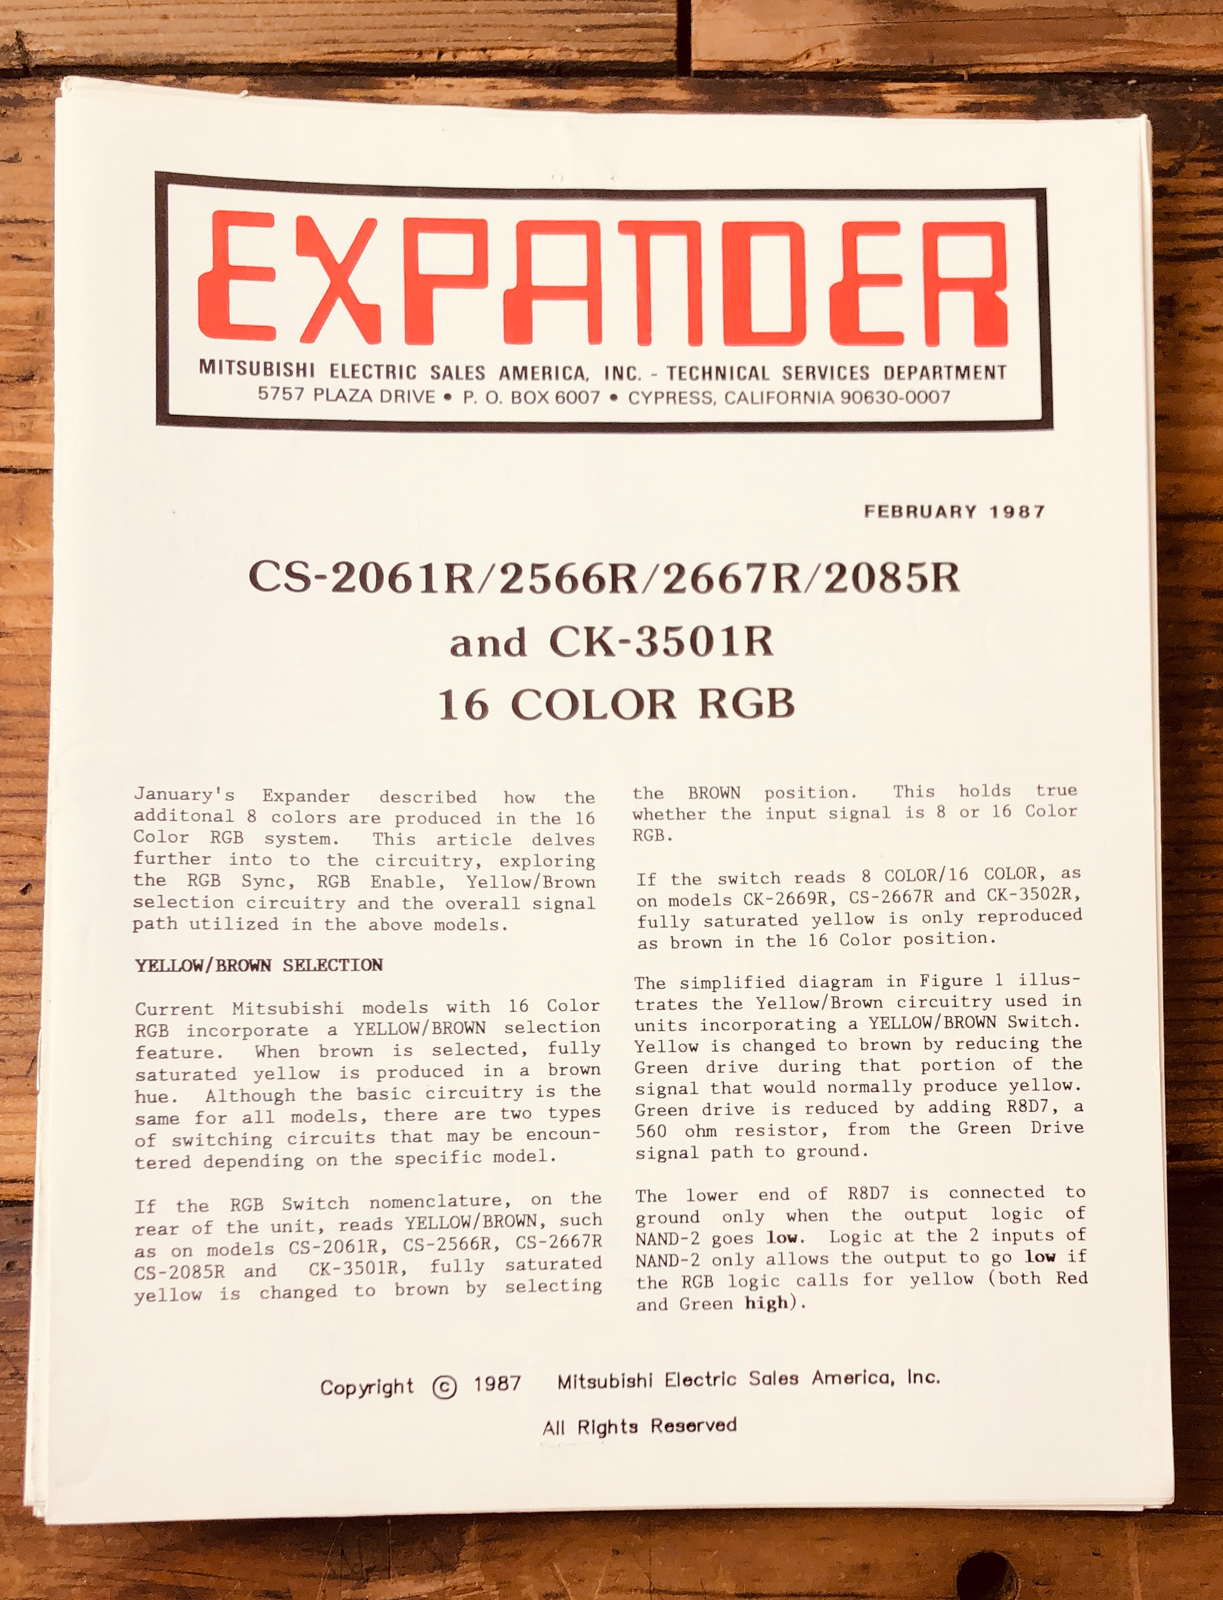 EXPANDER
MITSUBISHI ELECTRIC SALES AMERICA, INC. - TECHNICAL SERVICES DEPARTMENT
5757 PLAZA DRIVE • P. O. BOX 6007 • CYPRESS, CALIFORNIA 90630-0007
FEBRUARY 1987
CS-2061R/2566R/2667R/2085R
and CK-3501R
16 COLOR RGB
January's Expander described how the
additonal 8 colors are produced in the 16
Color RGB system. This article delves
further into to the circuitry, exploring
the RGB Sync, RGB Enable, Yellow/Brown
selection circuitry and the overall signal
path utilized in the above models.
YELLOW/BROWN SELECTION
Current Mitsubishi models with 16 Color
RGB incorporate a YELLOW/BROWN selection
feature. When brown is selected, fully
saturated yellow is produced in a brown
hue. Although the basic circuitry is the
same for all models, there are two types
of switching circuits that may be encoun-
tered depending on the specific model.
If the RGB Switch nomenclature, on the
rear of the unit, reads YELLOW/BROWN, such
as on models CS-2061R, CS-2566R, CS-2667R
CS-2085R and CK-3501R, fully saturated
yellow is changed to brown by selecting
the BROWN position. This holds true
whether the input signal is 8 or 16 Color
RGB.
If the switch reads 8 COLOR/16 COLOR, as
on models CK-2669R, CS-2667R and CK-3502R,
fully saturated yellow is only reproduced
as brown in the 16 Color position.
The simplified diagram in Figure 1 illus-
trates the Yellow/Brown circuitry used in
units incorporating a YELLOW/BROWN Switch.
Yellow is changed to brown by reducing the
Green drive during that portion of the
signal that would normally produce yellow.
Green drive is reduced by adding R8D7, a
560 ohm resistor, from the Green Drive
signal path to ground.
The lower end of R8D7 is connected to
ground only when the output logic of
NAND-2 goes low. Logic at the 2 inputs of
NAND-2 only allows the output to go low if
the RGB logic calls for yellow (both Red
and Green high).
Copyright © 1987 Mitsubishi Electric Sales America, Inc.
All Rights Reserved